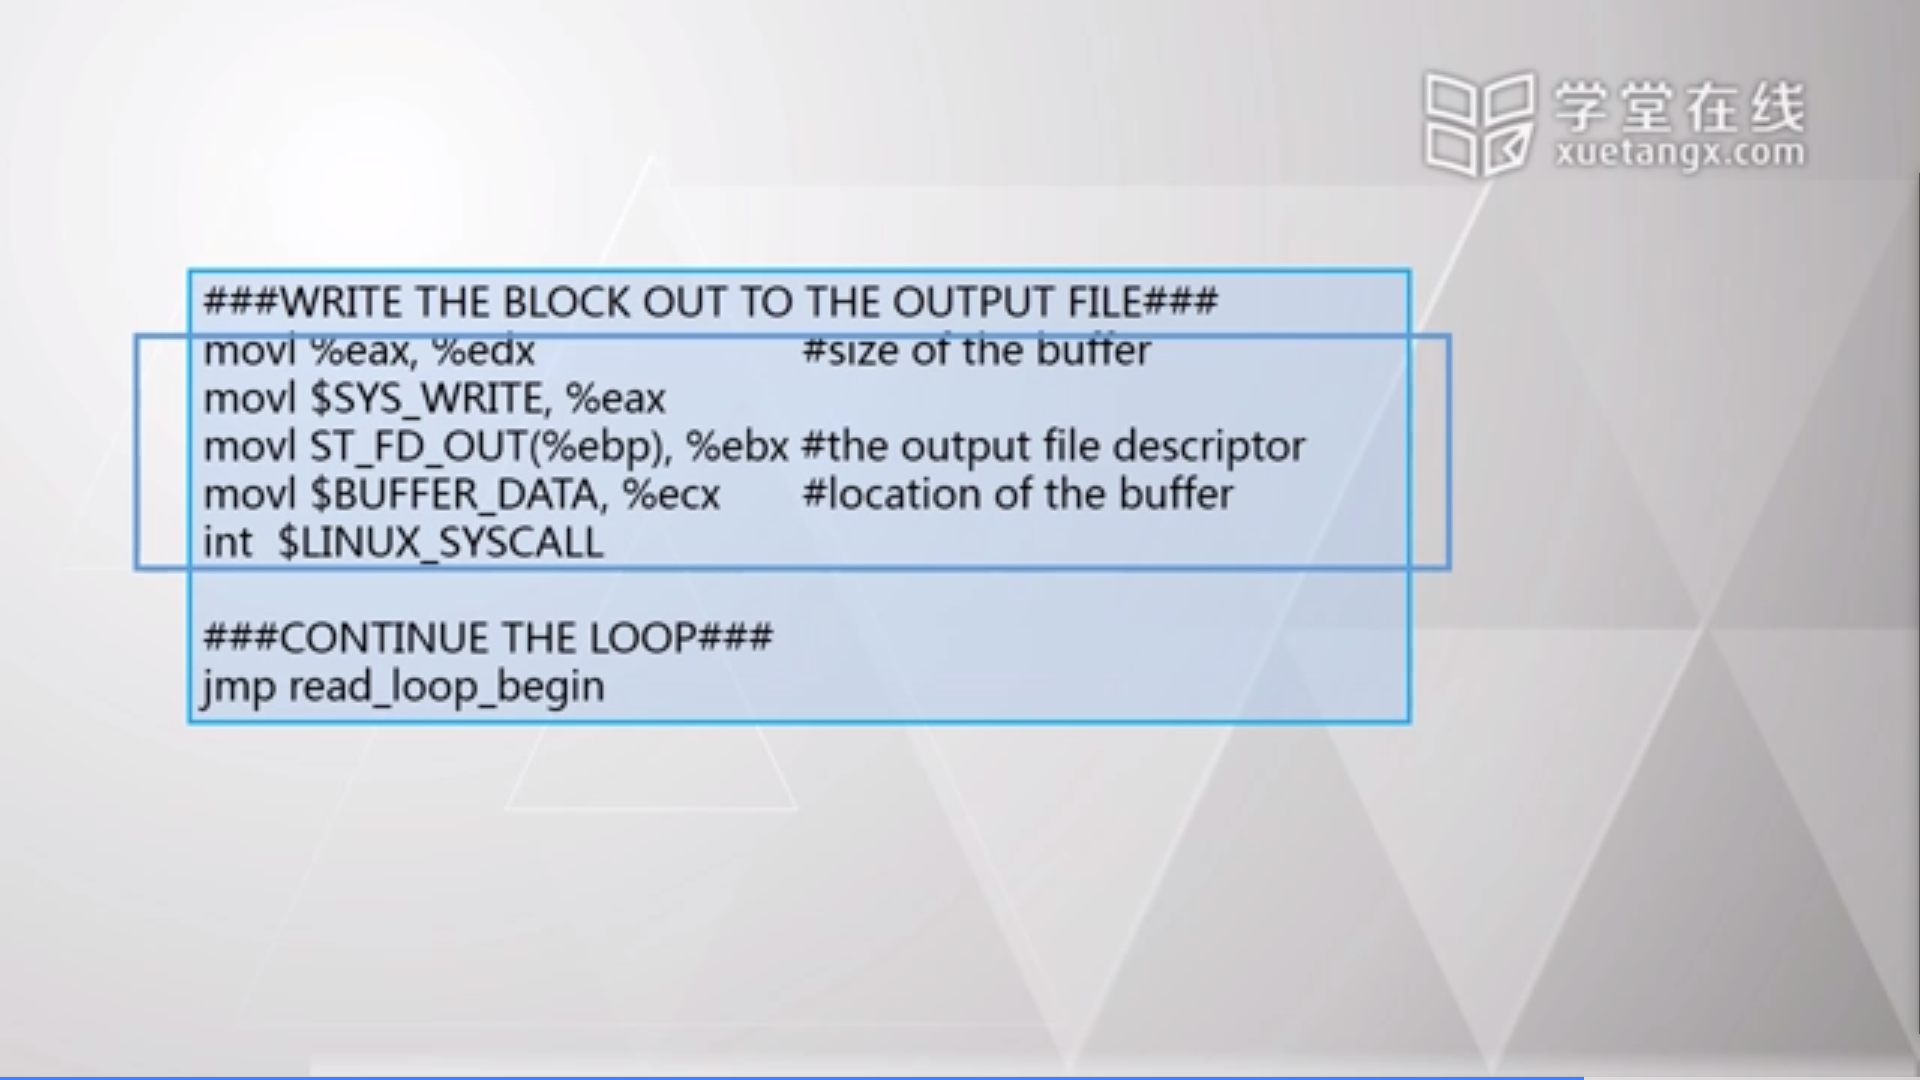 学堂在线
xuetangx.com
###WRITE THE BLOCK OUT TO THE OUTPUT FILE###
movl %eax, %edx #size of the buffer
movl $SYS_WRITE, %eax
movl ST_FD_OUT(%ebp), %ebx #the output file descriptor
movl $BUFFER_DATA, %ecx #location of the buffer
int $LINUX_SYSCALL
###CONTINUE THE LOOP###
jmp read_loop_begin